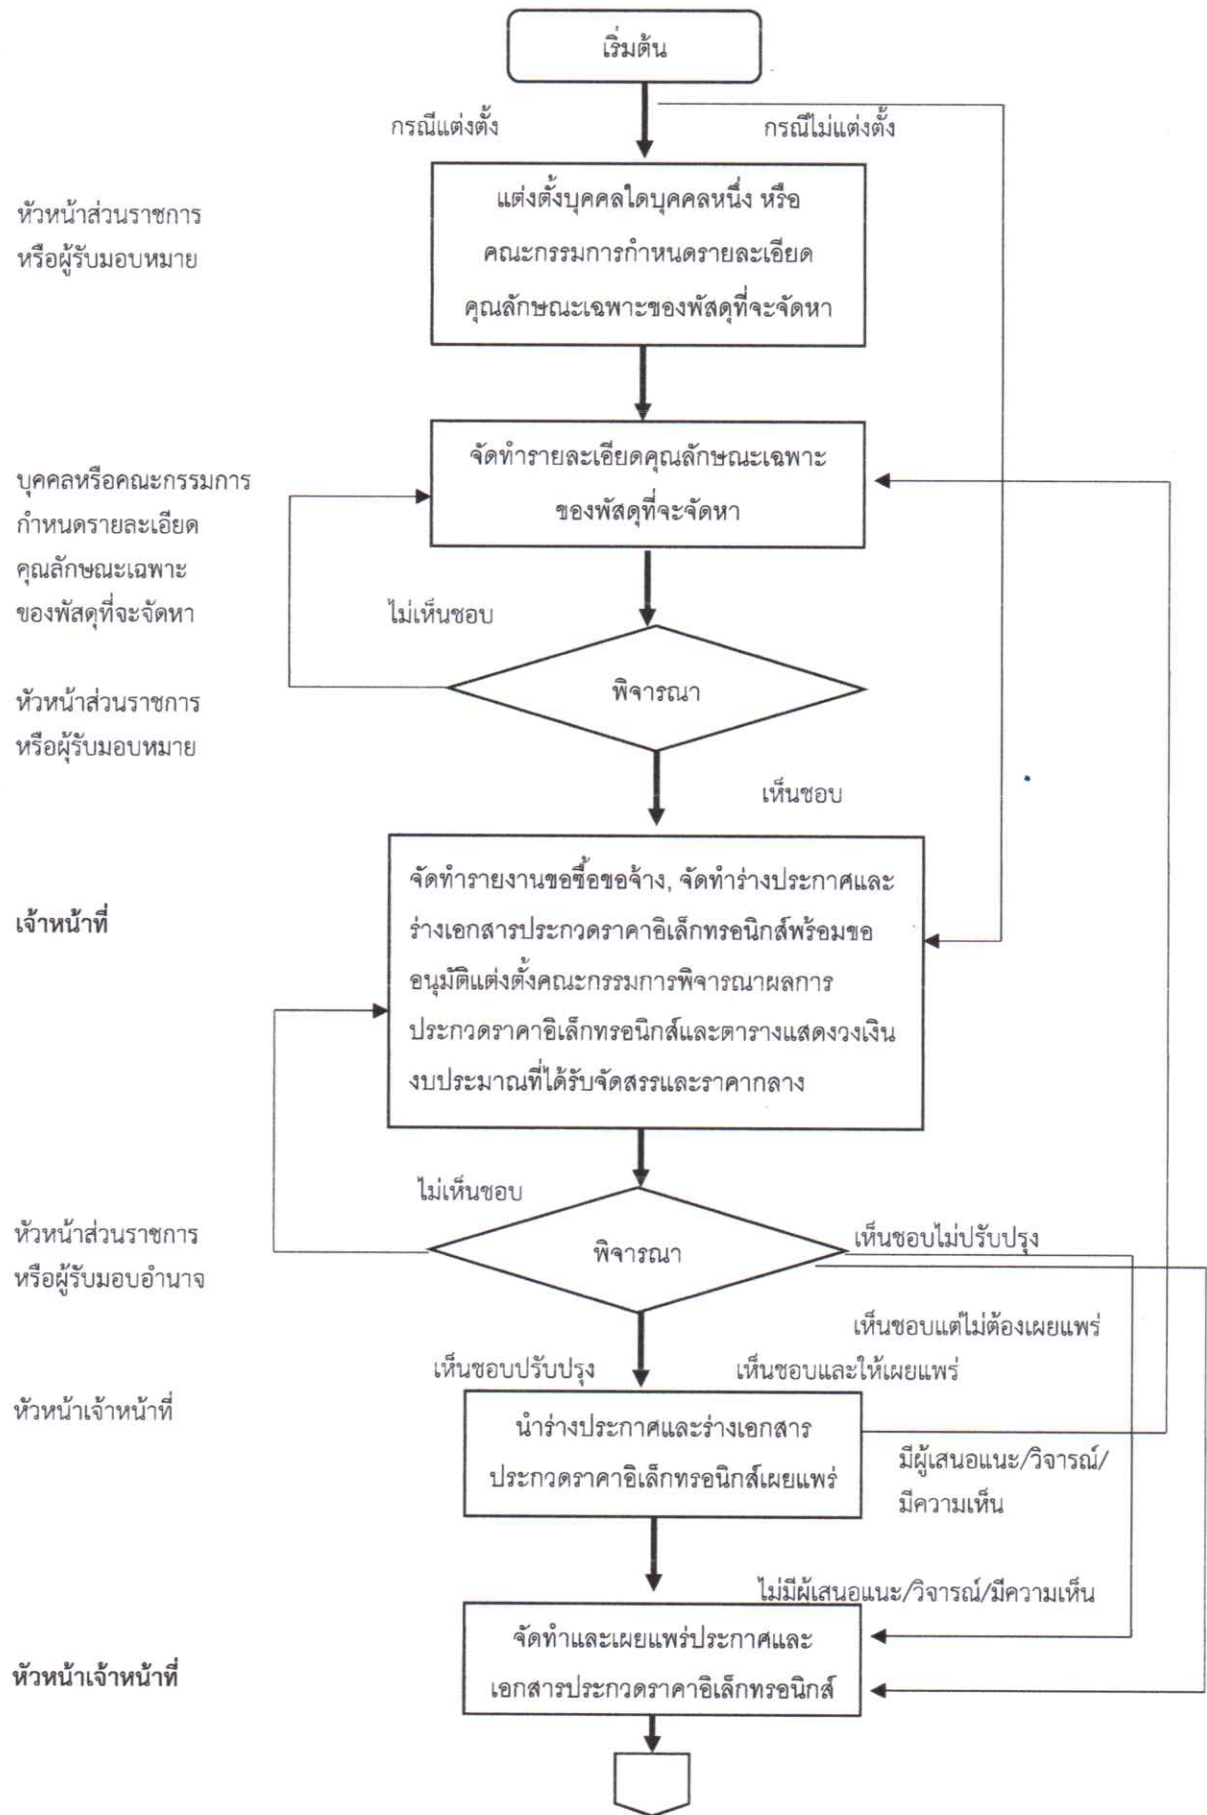 เริ่มต้น
กรณีแต่งตั้ง
กรณีไม่แต่งตั้ง
หัวหน้าส่วนราชการ
หรือผู้รับมอบหมาย
แต่งตั้งบุคคลใดบุคคลหนึ่ง หรือ
คณะกรรมการกำหนดรายละเอียด
คุณลักษณะเฉพาะของพัสดุที่จะจัดหา
บุคคลหรือคณะกรรมการ
กำหนดรายละเอียด
คุณลักษณะเฉพาะ
ของพัสดุที่จะจัดหา
จัดทำรายละเอียดคุณลักษณะเฉพาะ
ของพัสดุที่จะจัดหา
ไม่เห็นชอบ
หัวหน้าส่วนราชการ
หรือผู้รับมอบหมาย
พิจารณา
เห็นชอบ
เจ้าหน้าที่
จัดทำรายงานขอซื้อขอจ้าง, จัดทำร่างประกาศและ
ร่างเอกสารประกวดราคาอิเล็กทรอนิกส์พร้อมขอ
อนุมัติแต่งตั้งคณะกรรมการพิจารณาผลการ
ประกวดราคาอิเล็กทรอนิกส์และตารางแสดงวงเงิน
งบประมาณที่ได้รับจัดสรรและราคากลาง
ไม่เห็นชอบ
หัวหน้าส่วนราชการ
หรือผู้รับมอบอำนาจ
พิจารณา
เห็นชอบไม่ปรับปรุง
เห็นชอบแต่ไม่ต้องเผยแพร่
เห็นชอบปรับปรุง
เห็นชอบและให้เผยแพร่
หัวหน้าเจ้าหน้าที่
นำร่างประกาศและร่างเอกสาร
ประกวดราคาอิเล็กทรอนิกส์เผยแพร่
มีผู้เสนอแนะ/วิจารณ์/
มีความเห็น
ไม่มีผู้เสนอแนะ/วิจารณ์/มีความเห็น
หัวหน้าเจ้าหน้าที่
จัดทำและเผยแพร่ประกาศและ
เอกสารประกวดราคาอิเล็กทรอนิกส์